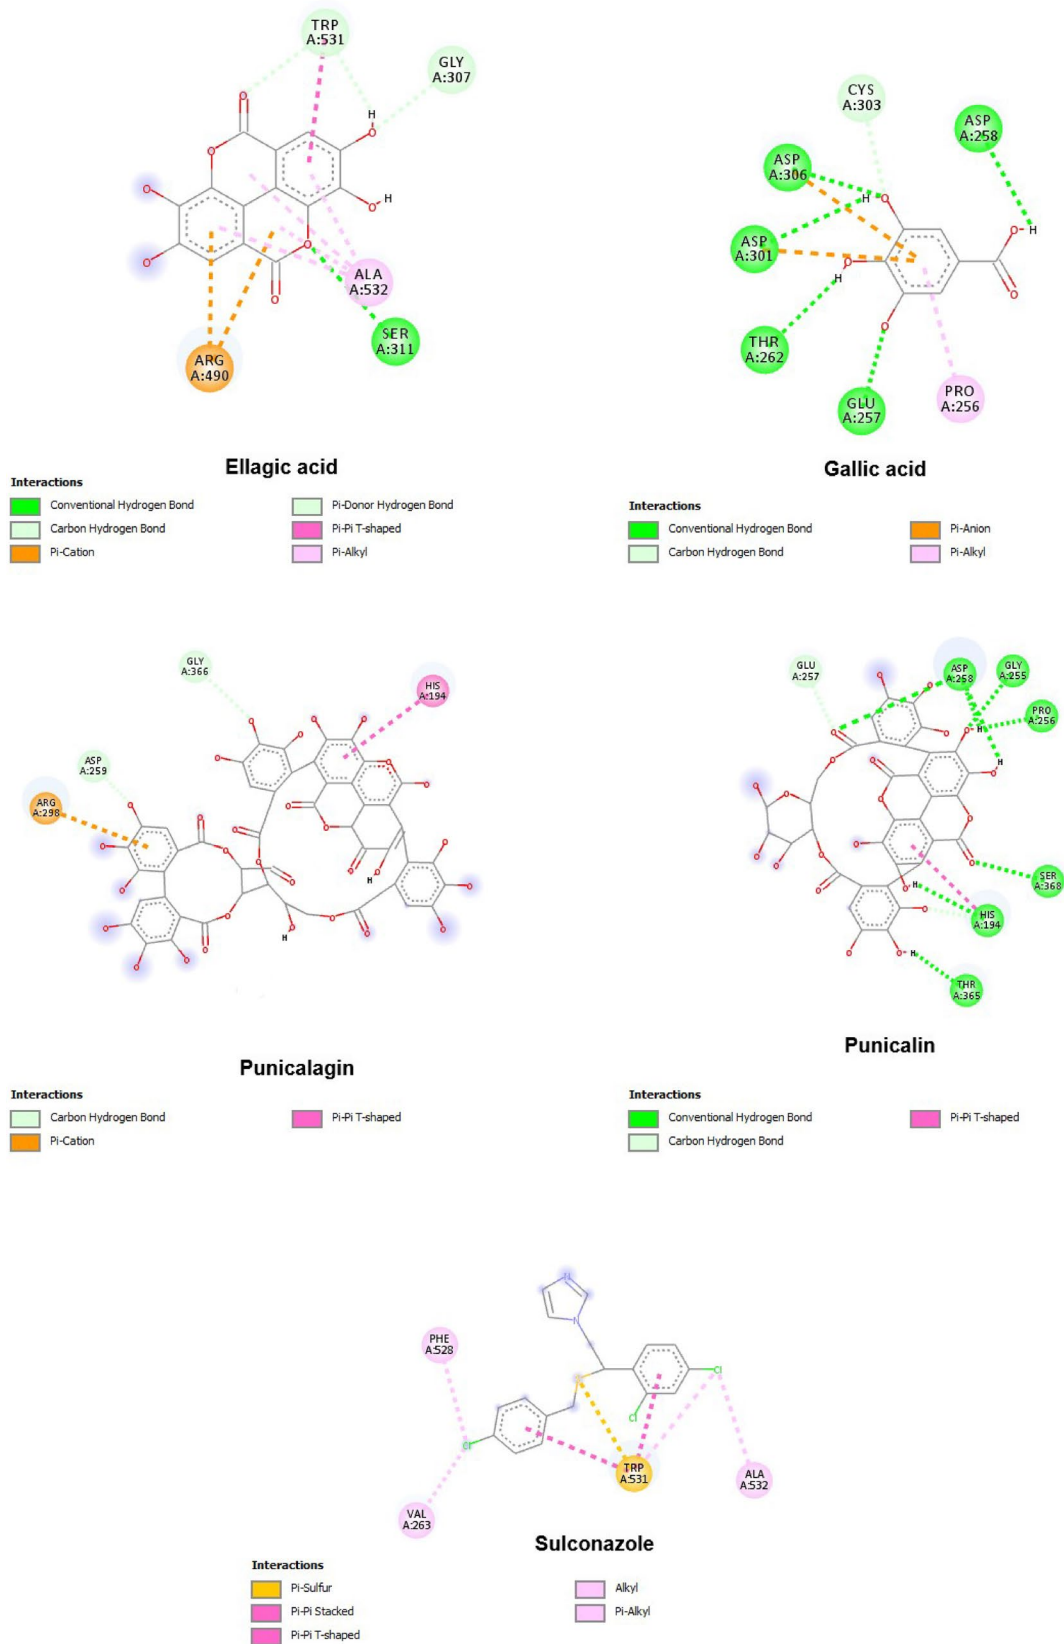 TRP
A:531
GLY
A:307
H
O
O
O
O
O
H
O
O
O
ALA
A:532
SER
A:311
ARG
A:490
Ellagic acid
Interactions
Conventional Hydrogen Bond
Carbon Hydrogen Bond
Pi-Cation
Pi-Donor Hydrogen Bond
Pi-Pi T-shaped
Pi-Alkyl
CYS
A:303
ASP
A:258
ASP
A:306
H
O
O
H
ASP
A:301
O
H
O
O
THR
A:262
GLU
A:257
PRO
A:256
Gallic acid
Interactions
Conventional Hydrogen Bond
Carbon Hydrogen Bond
Pi-Anion
Pi-Alkyl
GLY
A:366
HIS
A:194
ASP
A:259
ARG
A:298
H
H
Punicalagin
Interactions
Carbon Hydrogen Bond
Pi-Cation
Pi-Pi T-shaped
GLU
A:257
ASP
A:258
GLY
A:255
PRO
A:256
H
H
SER
A:368
H
HIS
A:194
H
THR
A:365
Punicalin
Interactions
Conventional Hydrogen Bond
Carbon Hydrogen Bond
Pi-Pi T-shaped
N
N
PHE
A:528
Cl
Cl
Cl
TRP
A:531
ALA
A:532
VAL
A:263
Sulconazole
Interactions
Pi-Sulfur
Pi-Pi Stacked
Pi-Pi T-shaped
Alkyl
Pi-Alkyl